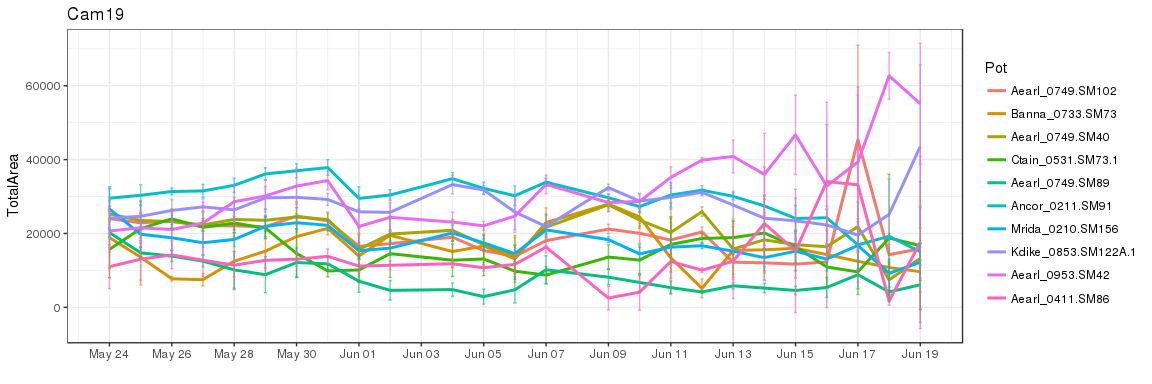 Cam19
TotalArea
60000
40000
20000
0
May 24
May 26
May 28
May 30
Jun 01
Jun 03
Jun 05
Jun 07
Jun 09
Jun 11
Jun 13
Jun 15
Jun 17
Jun 19
Pot
Aearl_0749.SM102
Banna_0733.SM73
Aearl_0749.SM40
Ctain_0531.SM73.1
Aearl_0749.SM89
Ancor_0211.SM91
Mrida_0210.SM156
Kdike_0853.SM122A.1
Aearl_0953.SM42
Aearl_0411.SM86